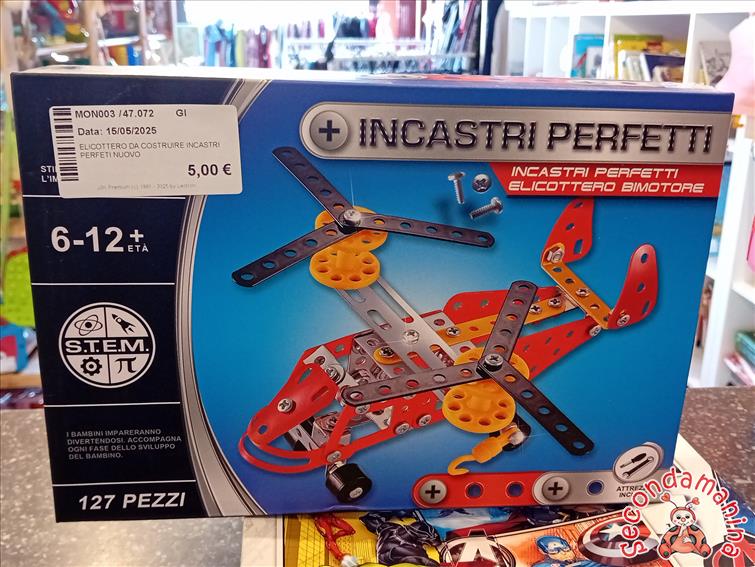 MON003 /47.072 GI
Data: 15/05/2025
ELICOTTERO DA COSTRUIRE INCASTRI
PERFETI NUOVO
5,00 €
INCASTRI PERFETTI
INCASTRI PERFETTI
ELICOTTERO BIMOTORE
6-12+
ETÀ
S.T.E.M.
π
I BAMBINI IMPARERANNO
DIVERTENDOSI. ACCOMPAGNA
OGNI FASE DELLO SVILUPPO
DEL BAMBINO.
127 PEZZI
secondamanina